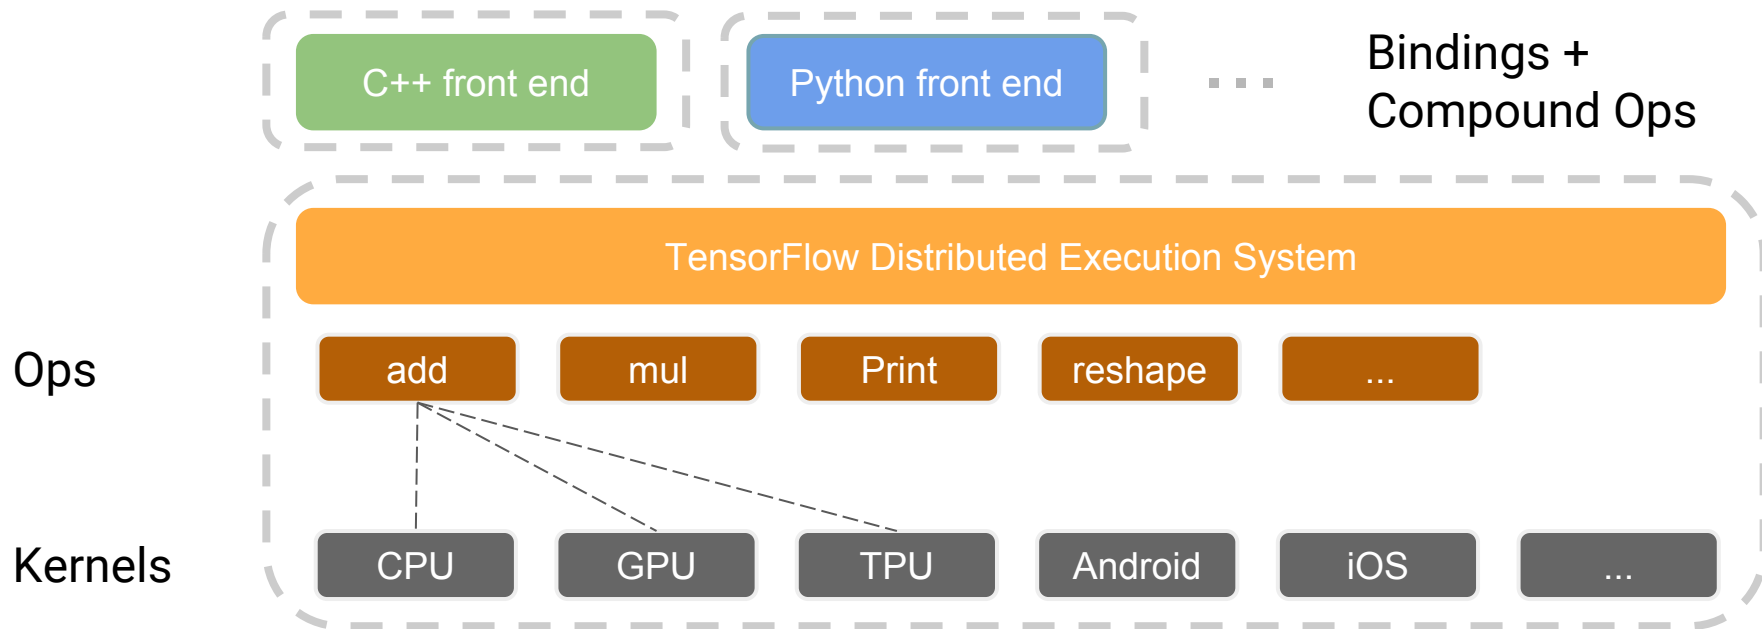 C++ front end
Python front end
...
Bindings +
Compound Ops
TensorFlow Distributed Execution System
Ops
add
mul
Print
reshape
...
Kernels
CPU
GPU
TPU
Android
iOS
...